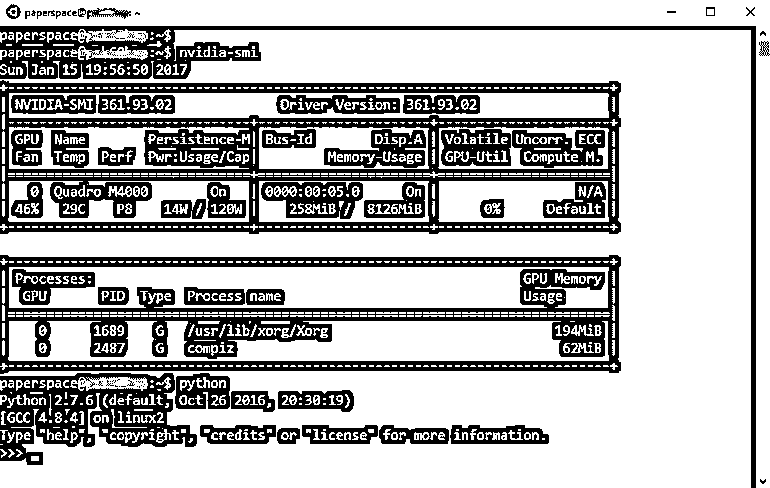 paperspace@ : ~
paperspace@ :~$
paperspace@ :~$ nvidia-smi
Sun Jan 15 19:56:50 2017
NVIDIA-SMI 361.93.02 Driver Version: 361.93.02
GPU Name Persistence-M Bus-Id Disp.A Volatile Uncorr. ECC
Fan Temp Perf Pwr:Usage/Cap Memory-Usage GPU-Util Compute M.
0 Quadro M4000 On 0000:00:05.0 On N/A
46% 29C P8 14W / 120W 258MiB / 8126MiB 0% Default
Processes: GPU Memory
GPU PID Type Process name Usage
0 1689 G /usr/lib/xorg/Xorg 194MiB
0 2487 G compiz 62MiB
paperspace@ :~$ python
Python 2.7.6 (default, Oct 26 2016, 20:30:19)
[GCC 4.8.4] on linux2
Type "help", "copyright", "credits" or "license" for more information.
>>>